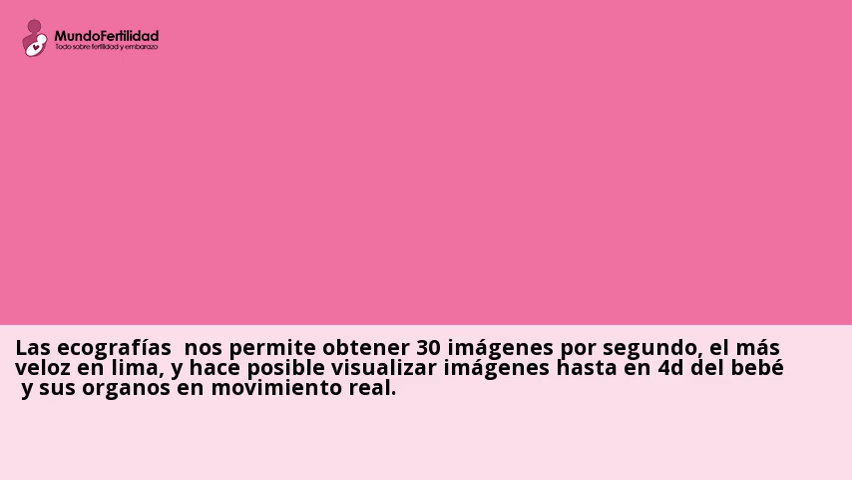 MundoFertilidad
Todo sobre fertilidad y embarazo
Las ecografías nos permite obtener 30 imágenes por segundo, el más
veloz en lima, y hace posible visualizar imágenes hasta en 4d del bebé
y sus organos en movimiento real.